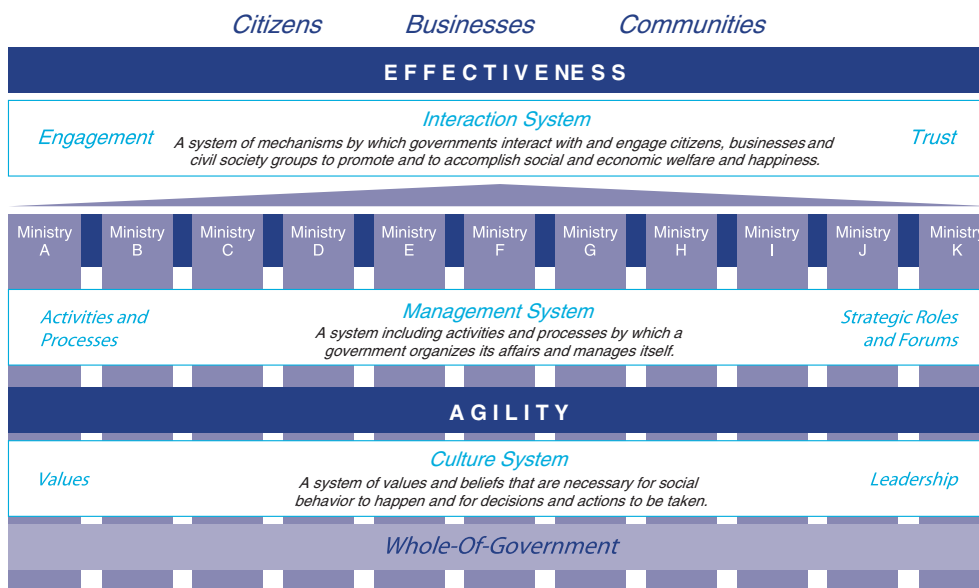 Citizens Businesses Communities
EFFECTIVENESS
Interaction System
Engagement
A system of mechanisms by which governments interact with and engage citizens, businesses and
civil society groups to promote and to accomplish social and economic welfare and happiness.
Trust
Ministry A
Ministry B
Ministry C
Ministry D
Ministry E
Ministry F
Ministry G
Ministry H
Ministry I
Ministry J
Ministry K
Activities and
Processes
Management System
A system including activities and processes by which a
government organizes its affairs and manages itself.
Strategic Roles
and Forums
AGILITY
Values
Culture System
A system of values and beliefs that are necessary for social
behavior to happen and for decisions and actions to be taken.
Leadership
Whole-Of-Government